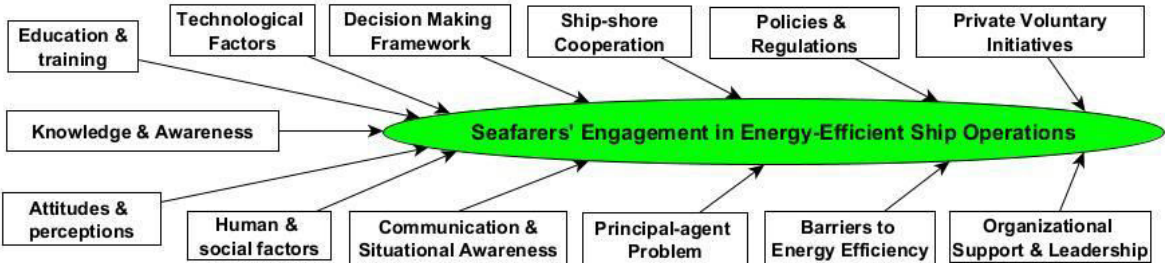 Education &
training
Technological
Factors
Decision Making
Framework
Ship-shore
Cooperation
Policies &
Regulations
Private Voluntary
Initiatives
Knowledge & Awareness
Seafarers' Engagement in Energy-Efficient Ship Operations
Attitudes &
perceptions
Human &
social factors
Communication &
Situational Awareness
Principal-agent
Problem
Barriers to
Energy Efficiency
Organizational
Support & Leadership